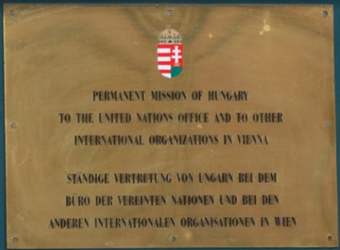 PERMANENT MISSION OF HUNGARY
TO THE UNITED NATIONS OFFICE AND TO OTHER
INTERNATIONAL ORGANIZATIONS IN VIENNA
STÄNDIGE VERTRETUNG VON UNGARN BEI DEM
BÜRO DER VEREINTEN NATIONEN UND BEI DEN
ANDEREN INTERNATIONALEN ORGANISATIONEN IN WIEN